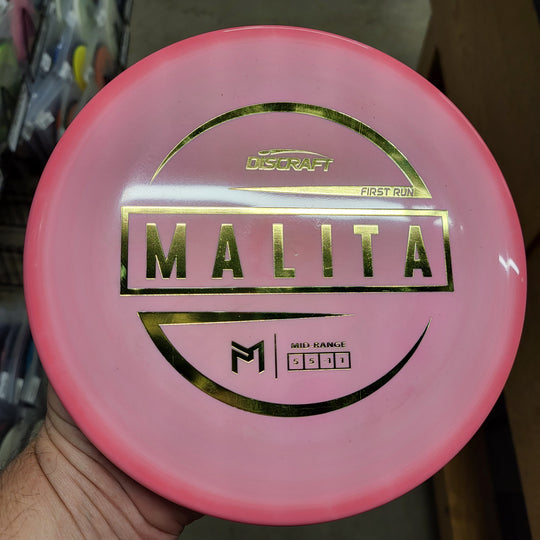 DISCRAFT
FIRST RUN
MALITA
PM
MID-RANGE
5 5 -1 1